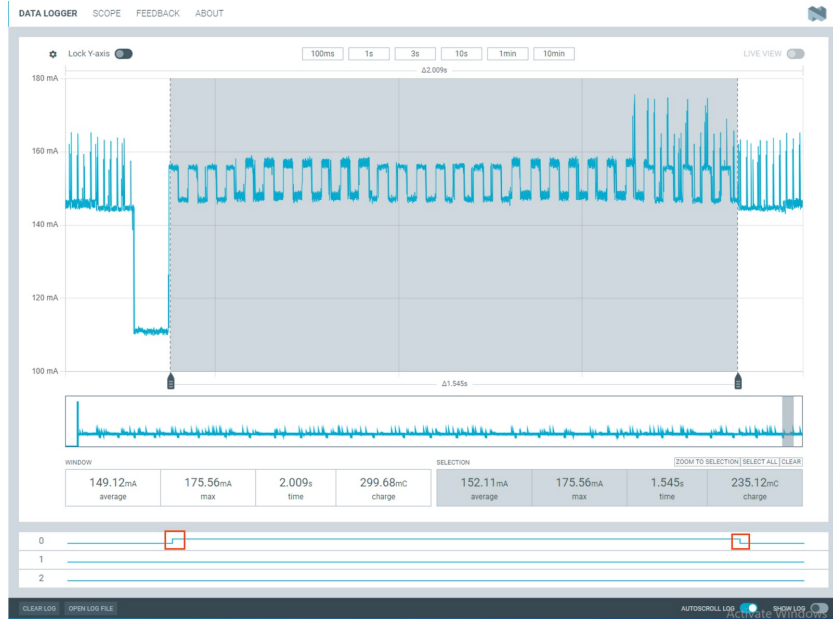 DATA LOGGER SCOPE FEEDBACK ABOUT
Lock Y-axis 100ms 1s 3s 10s 1min 10min LIVE VIEW
Δ2.009s
180 mA
160 mA
140 mA
120 mA
100 mA
Δ1.545s
WINDOW SELECTION ZOOM TO SELECTION SELECT ALL CLEAR
149.12mA 175.56mA 2.009s 299.68mC 152.11mA 175.56mA 1.545s 235.12mC
average max time charge average max time charge
0
1
2
CLEAR LOG OPEN LOG FILE AUTOSCROLL LOG SHOW LOG
Activate Windows